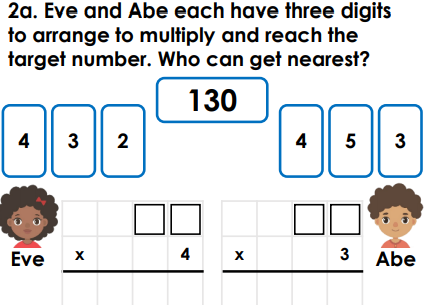 2a. Eve and Abe each have three digits
to arrange to multiply and reach the
target number. Who can get nearest?
130
4 3 2 4 5 3
x 4 x 3
Eve Abe